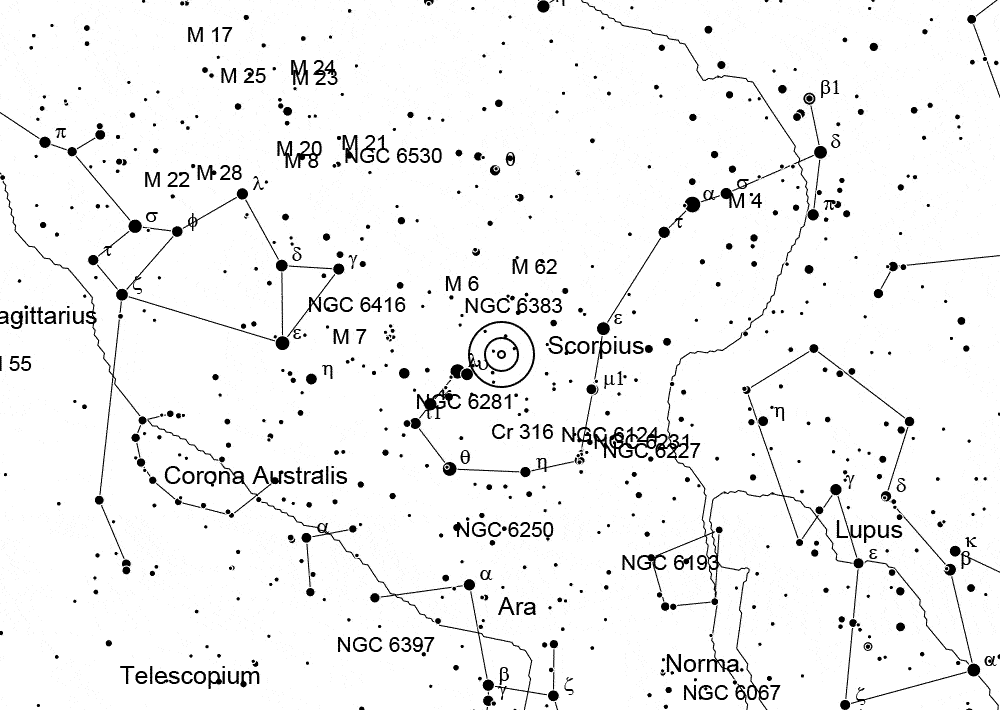 η
M 17
M 24
M 25
M 23
β1
π
M 21
M 20
M 8
NGC 6530
θ
δ
M 22
M 28
λ
σ
α
M 4
π
σ
φ
τ
τ
δ
γ
ζ
M 62
M 6
NGC 6416
NGC 6383
agittarius
ε
ε
M 7
Scorpius
M 55
η
λ
υ
μ1
NGC 6281
ι1
η
Cr 316
NGC 6124
NGC 6231
NGC 6227
θ
η
Corona Australis
γ
δ
α
NGC 6250
Lupus
κ
ε
β
NGC 6193
α
Ara
NGC 6397
Norma
α
Telescopium
β
γ
ζ
NGC 6067
ζ